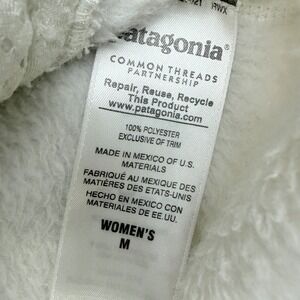 RWX
patagonia®
COMMON THREADS
PARTNERSHIP
Repair, Reuse, Recycle
This Product
www.patagonia.com
100% POLYESTER
EXCLUSIVE OF TRIM
MADE IN MEXICO OF U.S.
MATERIALS
FABRIQUÉ AU MEXIQUE DES
MATIÈRES DES ETATS-UNIS
HECHO EN MEXICO CON
MATERIALES DE EE.UU.
WOMEN'S
M